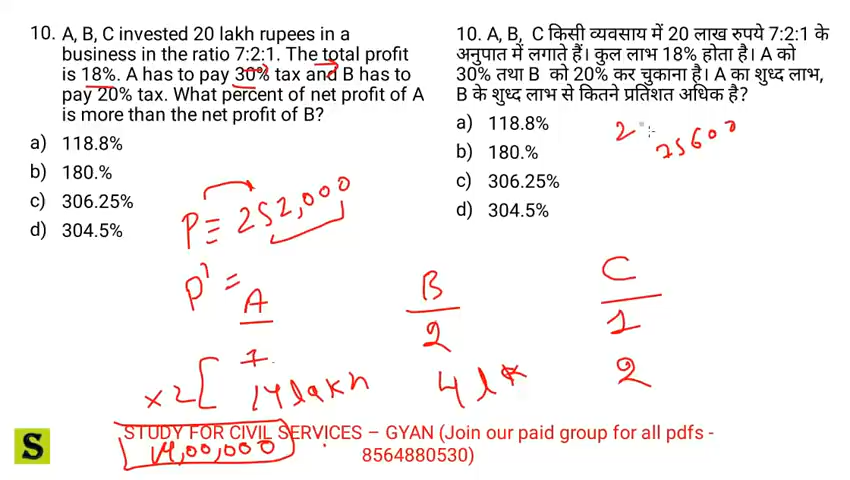 10. A, B, C invested 20 lakh rupees in a
business in the ratio 7:2:1. The total profit
is 18%. A has to pay 30% tax and B has to
pay 20% tax. What percent of net profit of A
is more than the net profit of B?
a) 118.8%
b) 180.%
c) 306.25%
d) 304.5%
10. A, B, C किसी व्यवसाय में 20 लाख रुपये 7:2:1 के
अनुपात में लगाते हैं। कुल लाभ 18% होता है। A को
30% तथा B को 20% कर चुकाना है। A का शुध्द लाभ,
B के शुध्द लाभ से कितने प्रतिशत अधिक है?
a) 118.8%
b) 180.%
c) 306.25%
d) 304.5%
2
75600
P ≡ 252,000
P' =
A B C
7 2 1
×2 [ 14 lakh 4 lk 2
14,00,000
S
STUDY FOR CIVIL SERVICES – GYAN (Join our paid group for all pdfs -
8564880530)